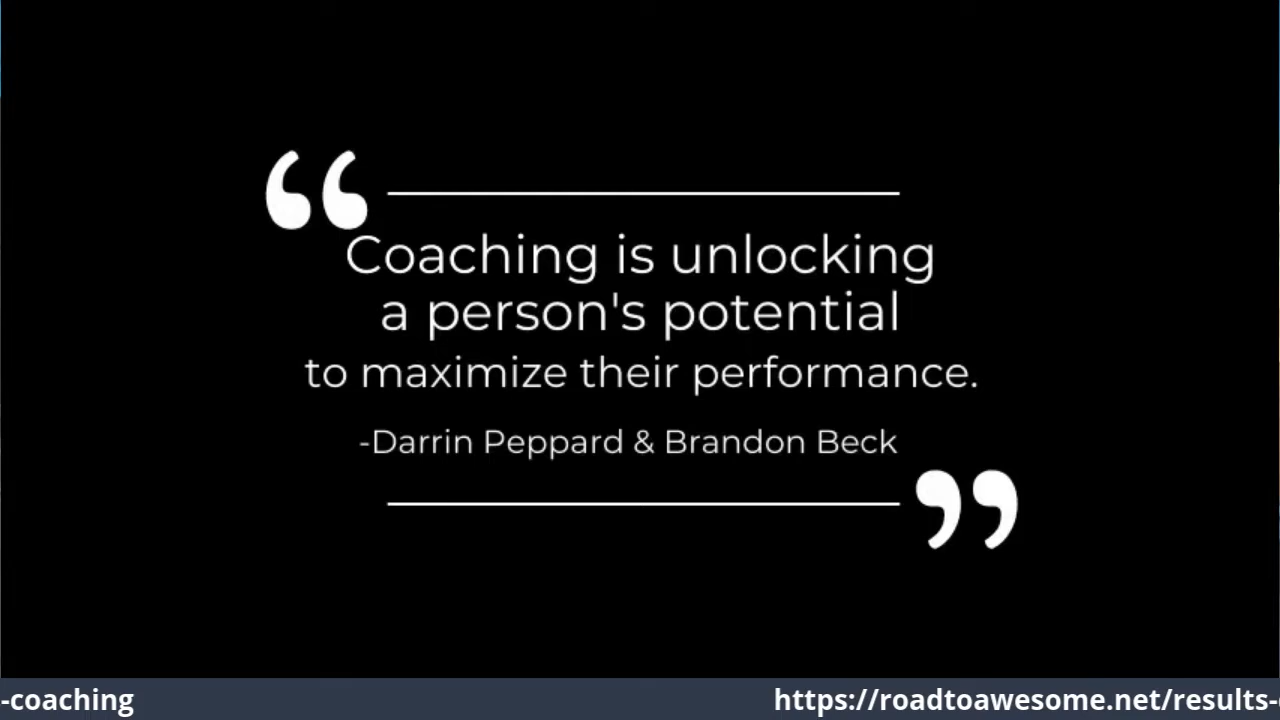 “
Coaching is unlocking
a person's potential
to maximize their performance.
-Darrin Peppard & Brandon Beck
”
-coaching
https://roadtoawesome.net/results-